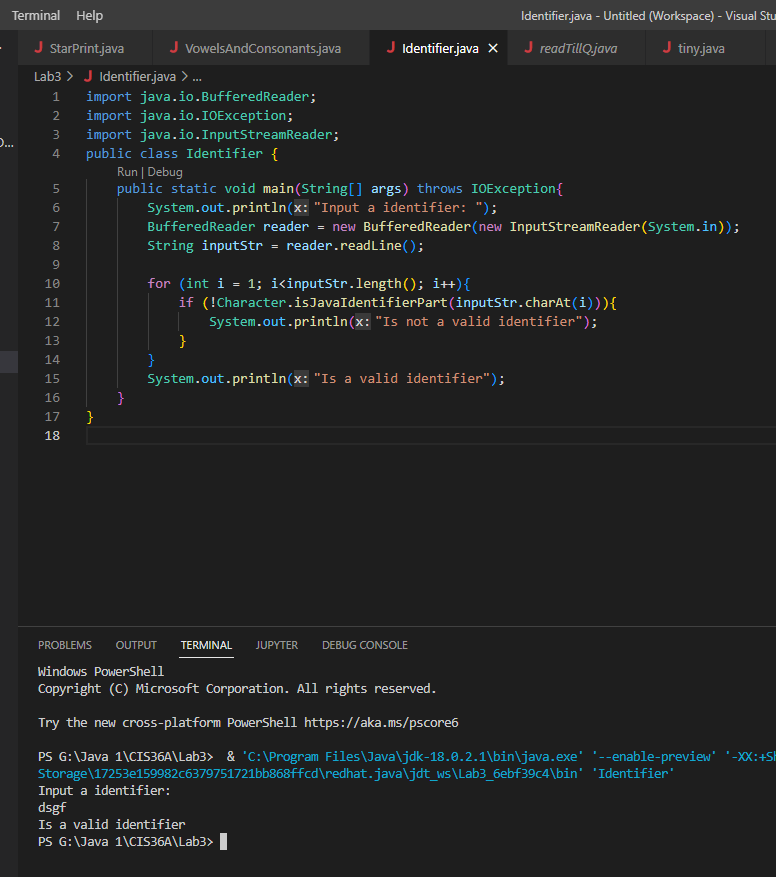 Terminal Help Identifier.java - Untitled (Workspace) - Visual Stu
StarPrint.java VowelsAndConsonants.java Identifier.java × readTillQ.java tiny.java
Lab3 > Identifier.java > ...
1 import java.io.BufferedReader;
2 import java.io.IOException;
3 import java.io.InputStreamReader;
4 public class Identifier {
Run | Debug
5 public static void main(String[] args) throws IOException{
6 System.out.println(x: "Input a identifier: ");
7 BufferedReader reader = new BufferedReader(new InputStreamReader(System.in));
8 String inputStr = reader.readLine();
9
10 for (int i = 1; i<inputStr.length(); i++){
11 if (!Character.isJavaIdentifierPart(inputStr.charAt(i))){
12 System.out.println(x: "Is not a valid identifier");
13 }
14 }
15 System.out.println(x: "Is a valid identifier");
16 }
17 }
18
PROBLEMS OUTPUT TERMINAL JUPYTER DEBUG CONSOLE
Windows PowerShell
Copyright (C) Microsoft Corporation. All rights reserved.
Try the new cross-platform PowerShell https://aka.ms/pscore6
PS G:\Java 1\CIS36A\Lab3> & 'C:\Program Files\Java\jdk-18.0.2.1\bin\java.exe' '--enable-preview' '-XX:+Sh
Storage\17253e159982c6379751721bb868ffcd\redhat.java\jdt_ws\Lab3_6ebf39c4\bin' 'Identifier'
Input a identifier:
dsgf
Is a valid identifier
PS G:\Java 1\CIS36A\Lab3>